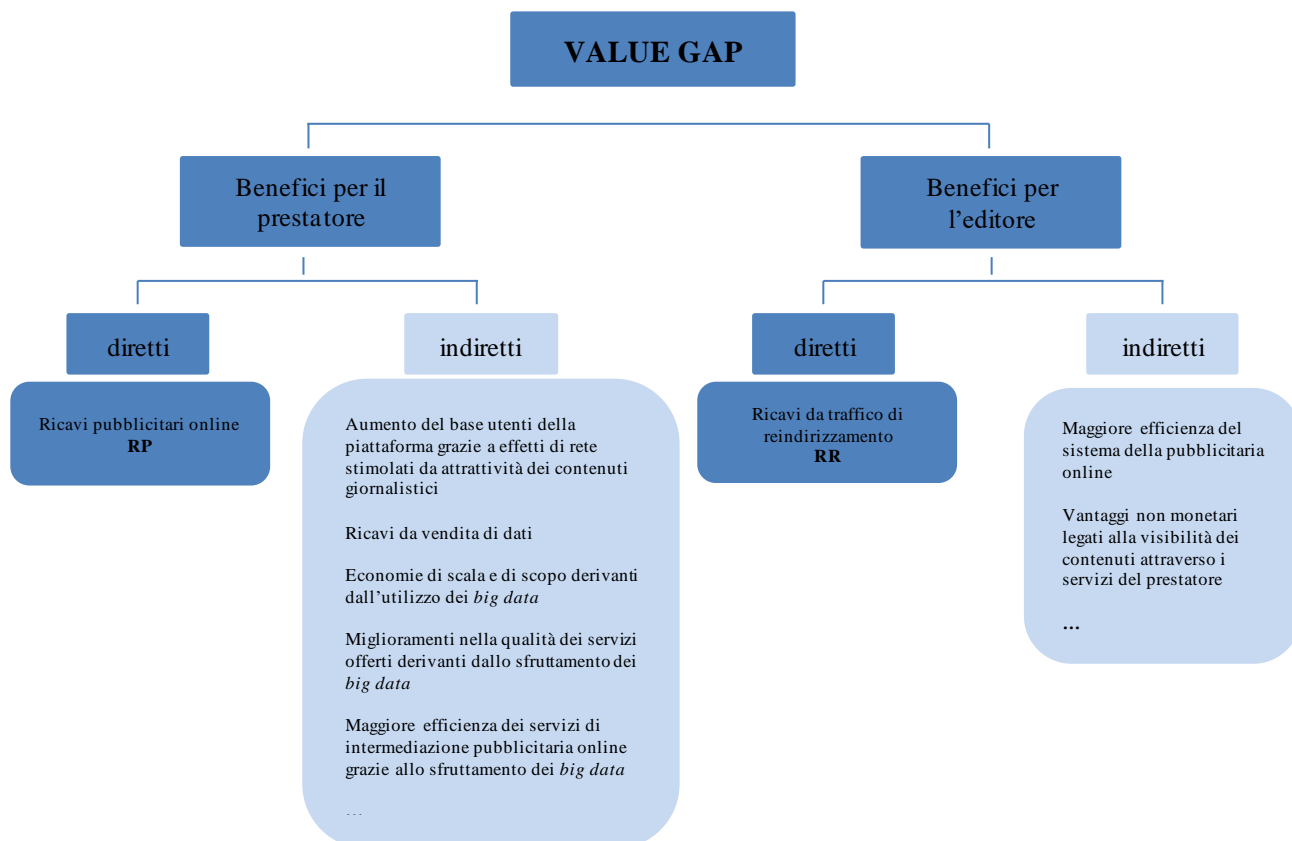 VALUE GAP
Benefici per il
prestatore
Benefici per
l’editore
diretti
indiretti
diretti
indiretti
Ricavi pubblicitari online
RP
Aumento del base utenti della
piattaforma grazie a effetti di rete
stimolati da attrattività dei contenuti
giornalistici
Ricavi da vendita di dati
Economie di scala e di scopo derivanti
dall’utilizzo dei big data
Miglioramenti nella qualità dei servizi
offerti derivanti dallo sfruttamento dei
big data
Maggiore efficienza dei servizi di
intermediazione pubblicitaria online
grazie allo sfruttamento dei big data
…
Ricavi da traffico di
reindirizzamento
RR
Maggiore efficienza del
sistema della pubblicitaria
online
Vantaggi non monetari
legati alla visibilità dei
contenuti attraverso i
servizi del prestatore
…